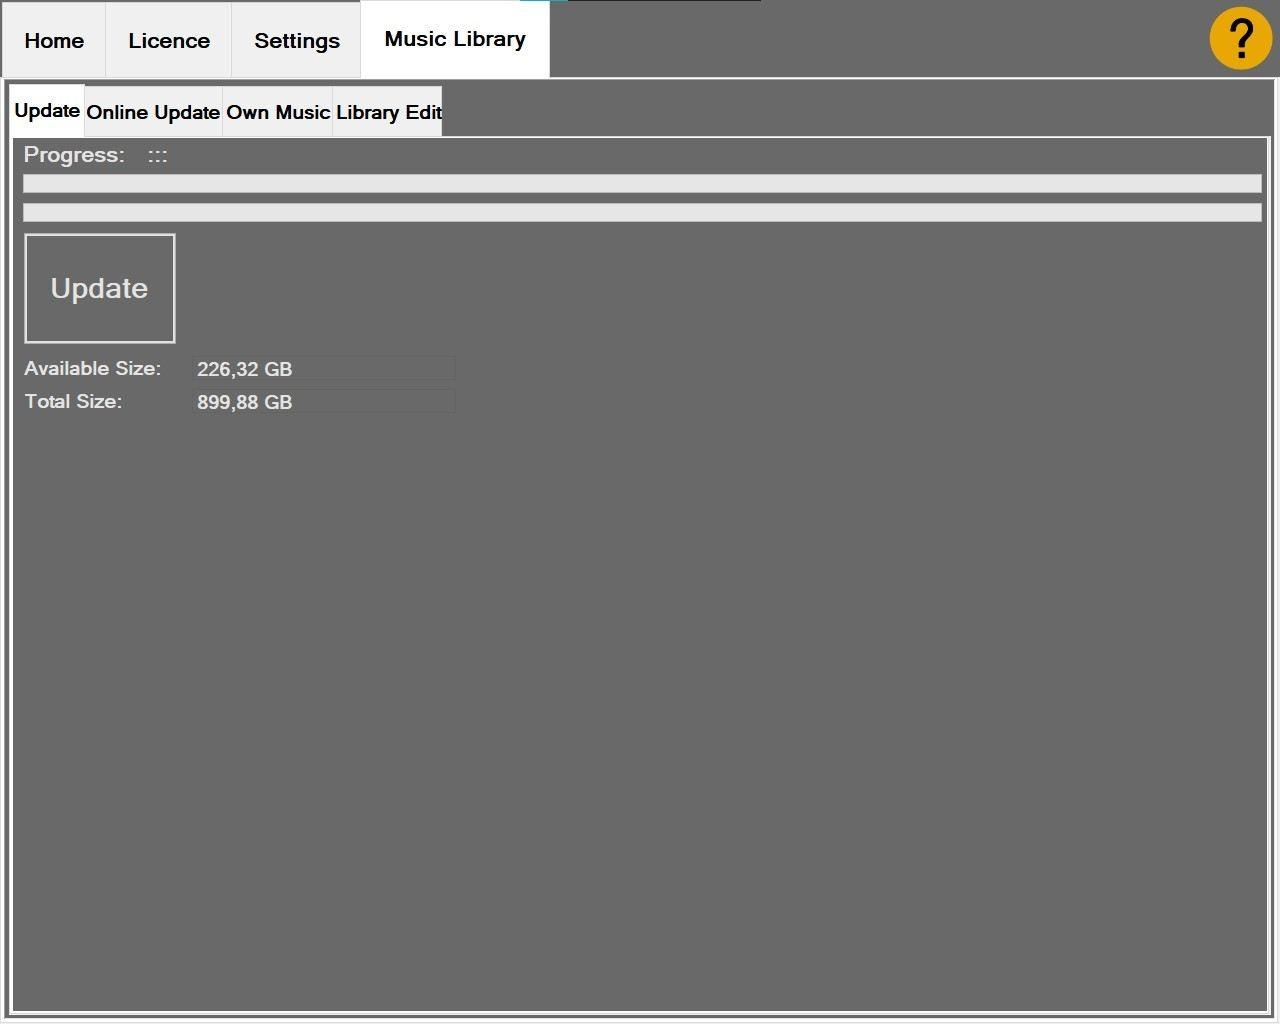 Home Licence Settings Music Library ?
Update Online Update Own Music Library Edit
Progress: :::
Update
Available Size: 226,32 GB
Total Size: 899,88 GB